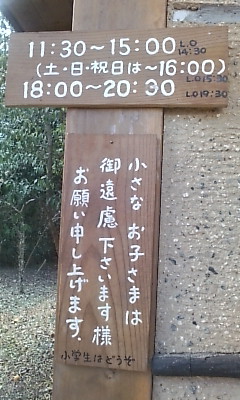 11:30～15:00 L.O 14:30
(土・日・祝日は～16:00) L.O 15:30
18:00～20:30 L.O 19:30
小さな お子さまは
御遠慮 下さいます様
お願い申し上げます.
小学生はどうぞ